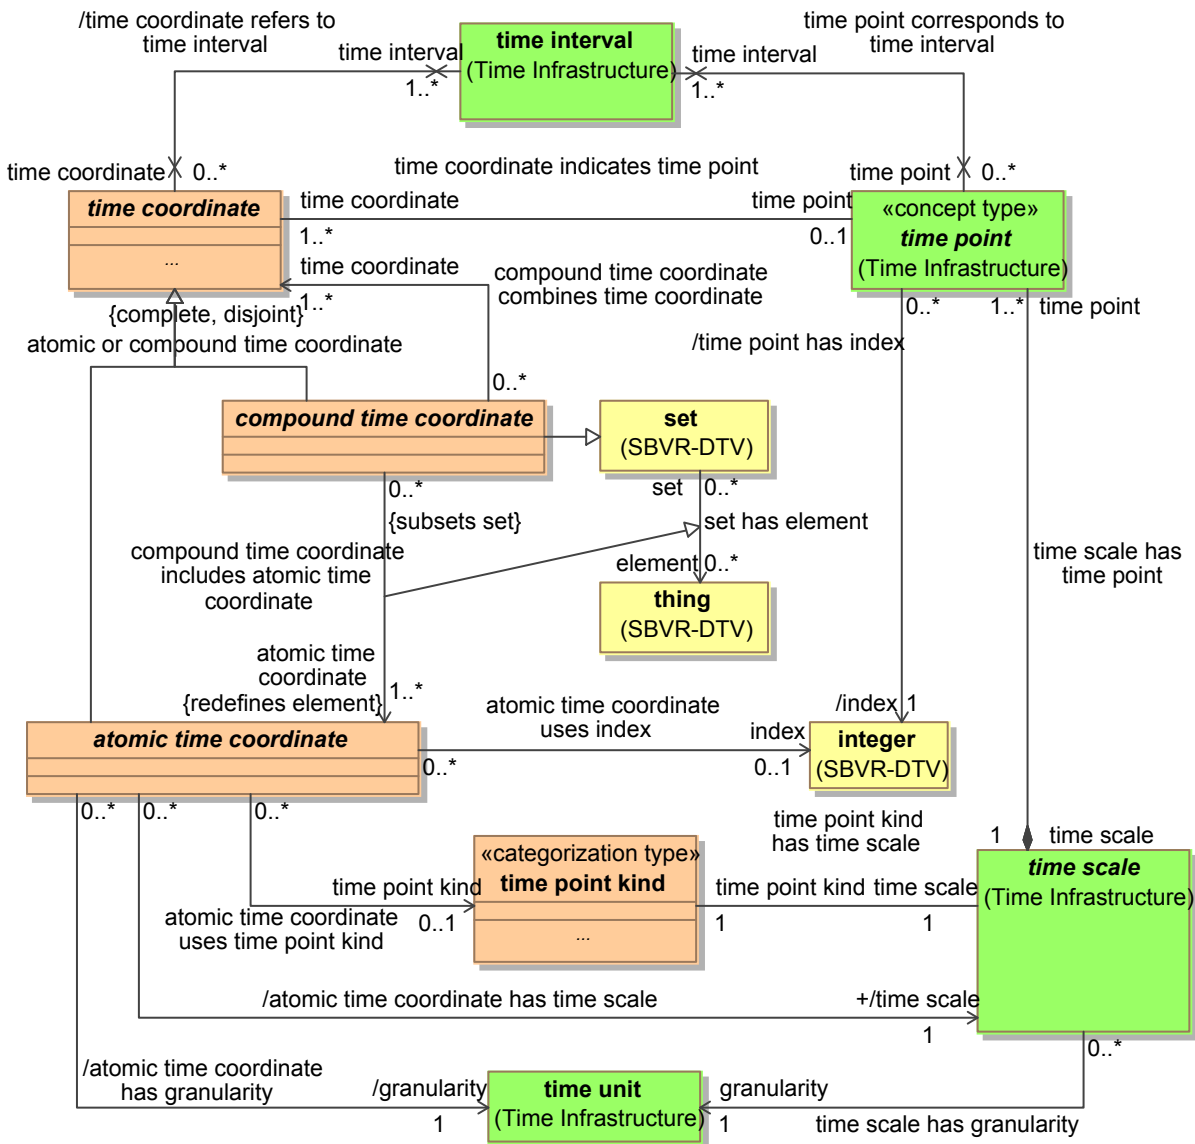 /time coordinate refers to
time interval
time interval
1..*
time interval
(Time Infrastructure)
time interval
1..*
time point corresponds to
time interval
time coordinate
0..*
time coordinate indicates time point
time point
0..*
time coordinate
...
time coordinate
1..*
time point
0..1
«concept type»
time point
(Time Infrastructure)
time coordinate
1..*
compound time coordinate
combines time coordinate
0..*
1..*
time point
{complete, disjoint}
atomic or compound time coordinate
/time point has index
0..*
compound time coordinate
set
(SBVR-DTV)
0..*
{subsets set}
set
0..*
set has element
compound time coordinate
includes atomic time
coordinate
element
0..*
time scale has
time point
thing
(SBVR-DTV)
atomic time
coordinate
{redefines element}
1..*
atomic time coordinate
uses index
/index
1
atomic time coordinate
0..*
index
0..1
integer
(SBVR-DTV)
0..*
0..*
0..*
time point kind
has time scale
1
time scale
«categorization type»
time point kind
...
time scale
(Time Infrastructure)
time point kind
0..1
atomic time coordinate
uses time point kind
time point kind
1
time scale
1
/atomic time coordinate has time scale
+/time scale
1
0..*
/atomic time coordinate
has granularity
/granularity
1
time unit
(Time Infrastructure)
granularity
1
time scale has granularity